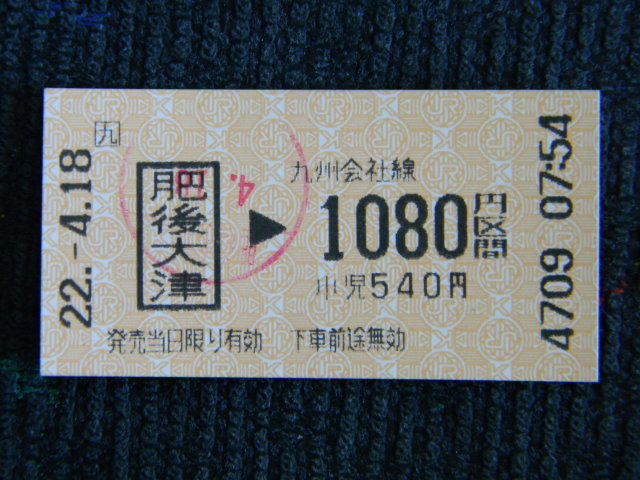 22.-4.18
九
肥後大津
九州会社線
▶1080円区間
小児540円
発売当日限り有効 下車前途無効
4709 07:54